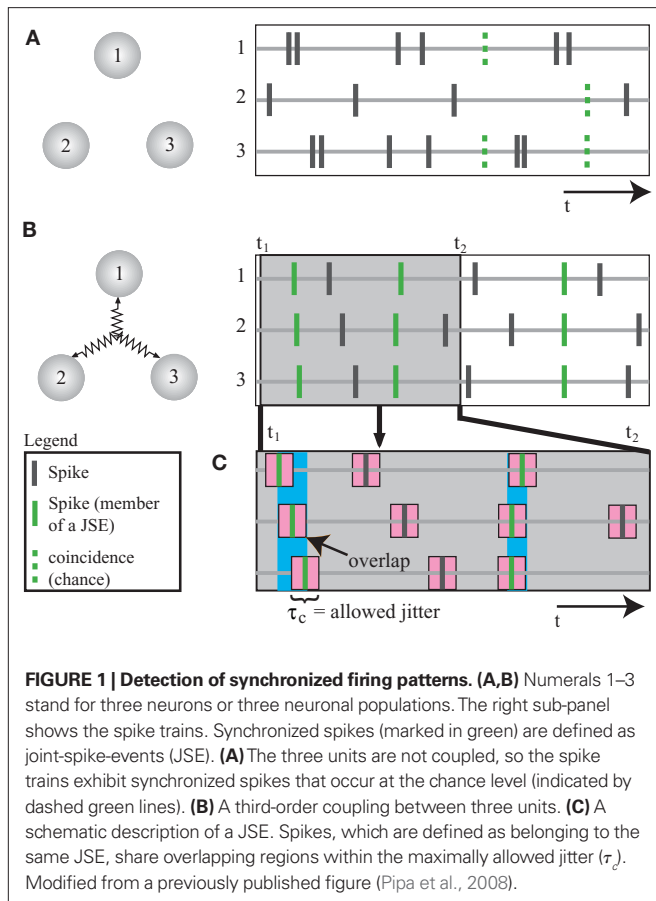 A
1
2
3
1
2
3
t
B
1
2
3
t1
t2
1
2
3
Legend
Spike
Spike (member
of a JSE)
coincidence
(chance)
C
t1
t2
overlap
τc = allowed jitter
t
FIGURE 1 | Detection of synchronized firing patterns. (A,B) Numerals 1–3
stand for three neurons or three neuronal populations. The right sub-panel
shows the spike trains. Synchronized spikes (marked in green) are defined as
joint-spike-events (JSE). (A) The three units are not coupled, so the spike
trains exhibit synchronized spikes that occur at the chance level (indicated by
dashed green lines). (B) A third-order coupling between three units. (C) A
schematic description of a JSE. Spikes, which are defined as belonging to the
same JSE, share overlapping regions within the maximally allowed jitter (τc).
Modified from a previously published figure (Pipa et al., 2008).